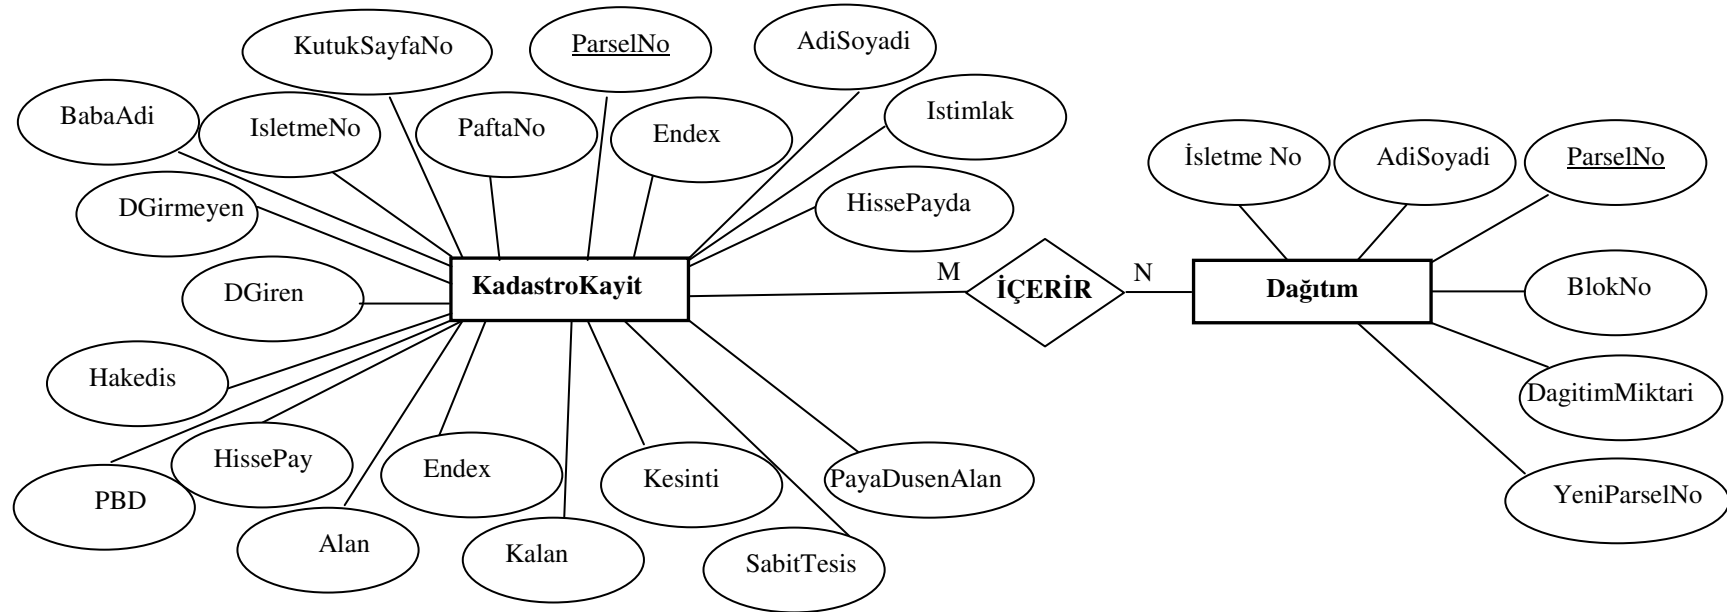 KutukSayfaNo
ParselNo
AdiSoyadi
BabaAdi
IsletmeNo
PaftaNo
Endex
Istimlak
DGirmeyen
HissePayda
DGiren
KadastroKayit
Hakedis
PBD
HissePay
Endex
Kesinti
PayaDusenAlan
Alan
Kalan
SabitTesis
M
İÇERİR
N
İsletme No
AdiSoyadi
ParselNo
Dağıtım
BlokNo
DagitimMiktari
YeniParselNo